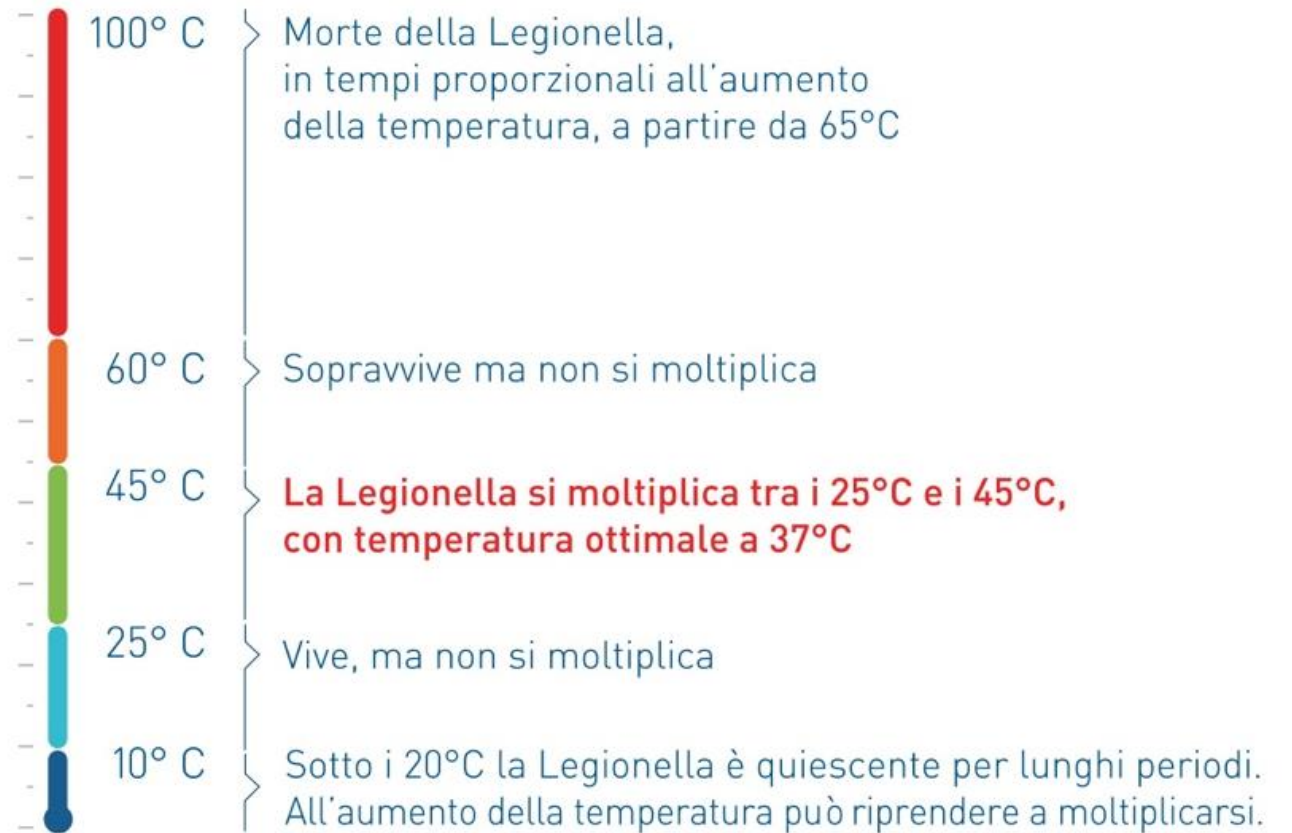 100° C
Morte della Legionella,
in tempi proporzionali all'aumento
della temperatura, a partire da 65°C
60° C
Sopravvive ma non si moltiplica
45° C
La Legionella si moltiplica tra i 25°C e i 45°C,
con temperatura ottimale a 37°C
25° C
Vive, ma non si moltiplica
10° C
Sotto i 20°C la Legionella è quiescente per lunghi periodi.
All'aumento della temperatura può riprendere a moltiplicarsi.